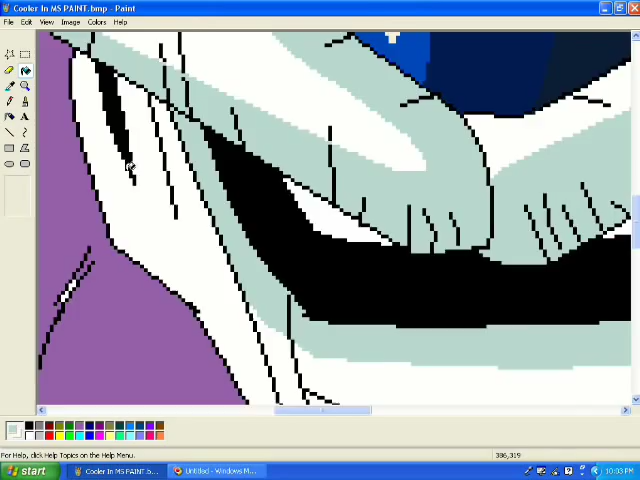 Cooler In MS PAINT.bmp - Paint
File Edit View Image Colors Help
A
For Help, click Help Topics on the Help Menu.
386,319
start
Cooler In MS PAINT.b...
Untitled - Windows M...
10:03 PM